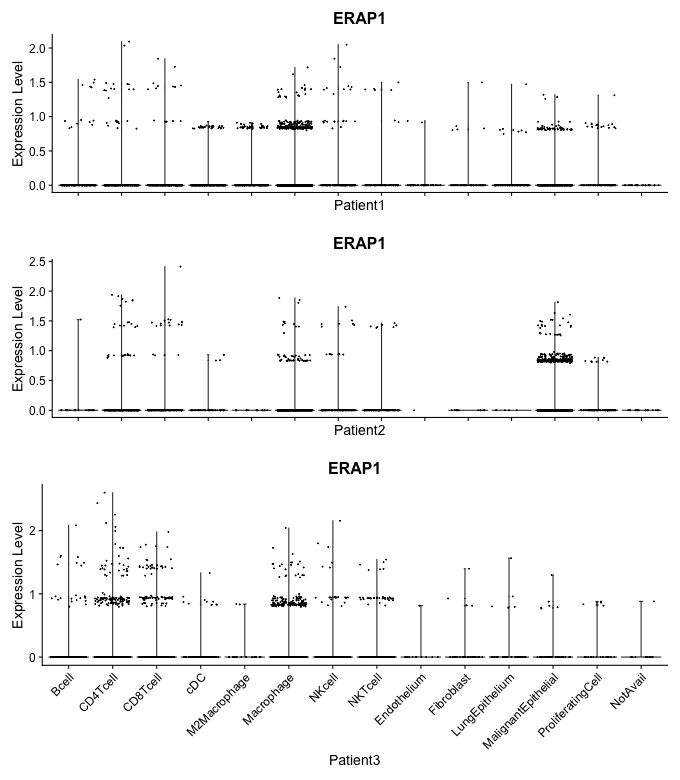 ERAP1
Expression Level
2.0
1.5
1.0
0.5
0.0
Patient1
ERAP1
Expression Level
2.5
2.0
1.5
1.0
0.5
0.0
Patient2
ERAP1
Expression Level
2
1
0
Bcell
CD4Tcell
CD8Tcell
cDC
M2Macrophage
Macrophage
NKcell
NKTcell
Endothelium
Fibroblast
LungEpithelium
MalignantEpithelial
ProliferatingCell
NotAvail
Patient3